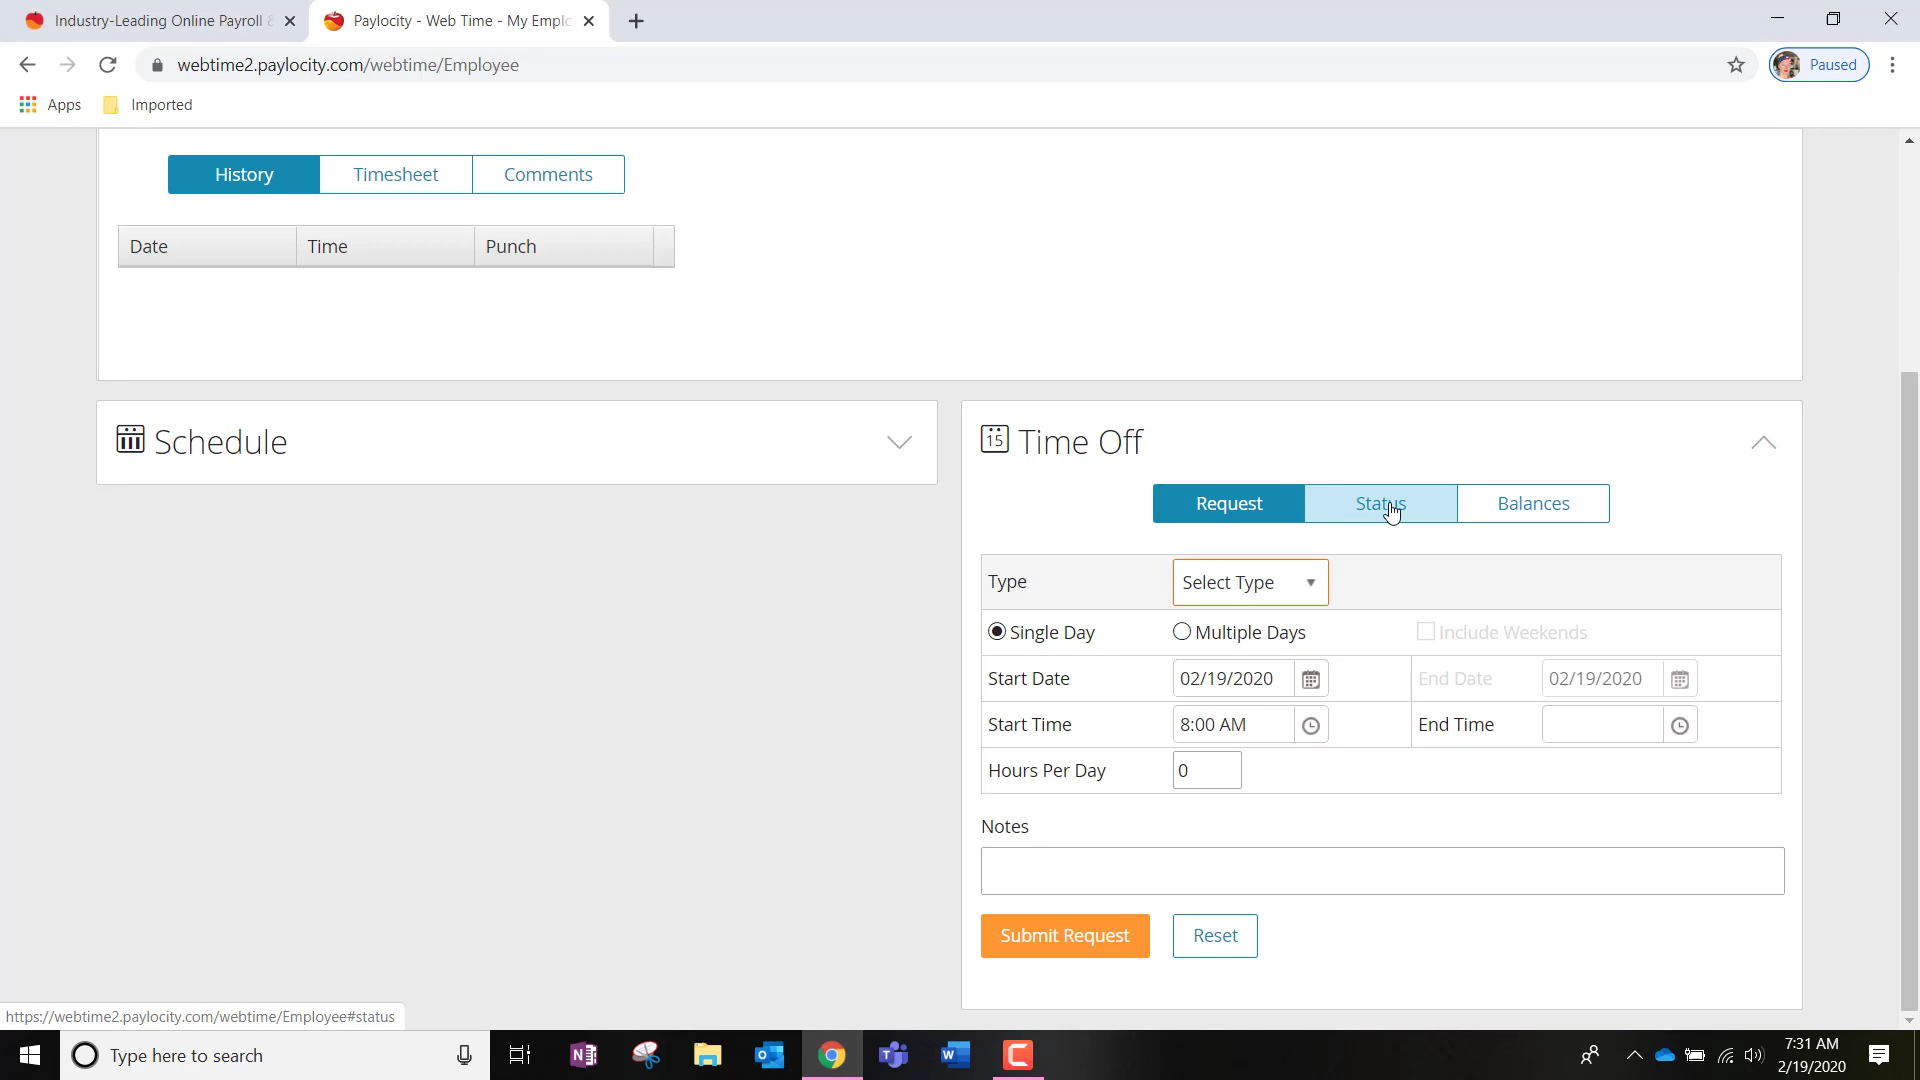 Industry-Leading Online Payroll &
Paylocity - Web Time - My Emplo
webtime2.paylocity.com/webtime/Employee
Paused
Apps
Imported
History
Timesheet
Comments
Date
Time
Punch
Schedule
15
Time Off
Request
Status
Balances
Type
Select Type
Single Day
Multiple Days
Include Weekends
Start Date
02/19/2020
End Date
02/19/2020
Start Time
8:00 AM
End Time
Hours Per Day
0
Notes
Submit Request
Reset
https://webtime2.paylocity.com/webtime/Employee#status
Type here to search
7:31 AM
2/19/2020